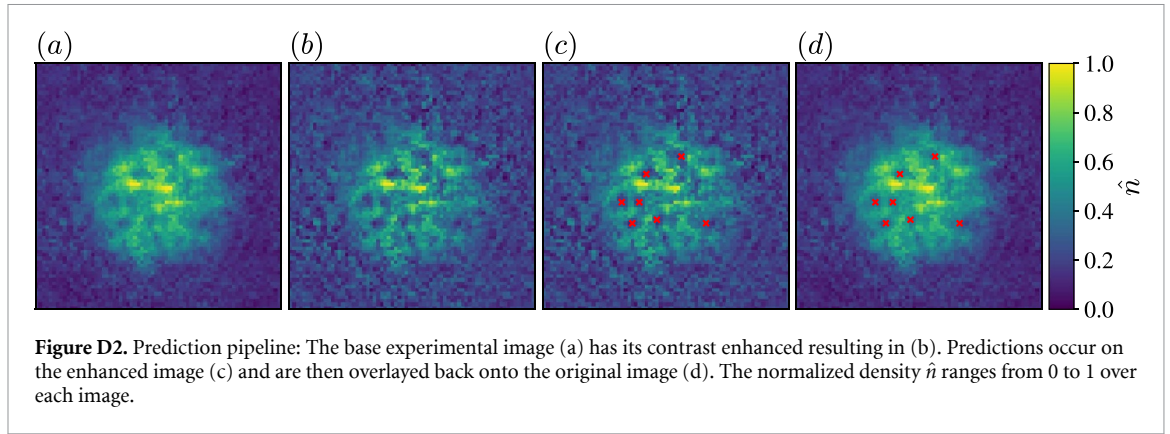 (a) (b) (c) (d)
1.0
0.8
0.6
0.4
0.2
0.0
n̂
Figure D2. Prediction pipeline: The base experimental image (a) has its contrast enhanced resulting in (b). Predictions occur on
the enhanced image (c) and are then overlayed back onto the original image (d). The normalized density n̂ ranges from 0 to 1 over
each image.